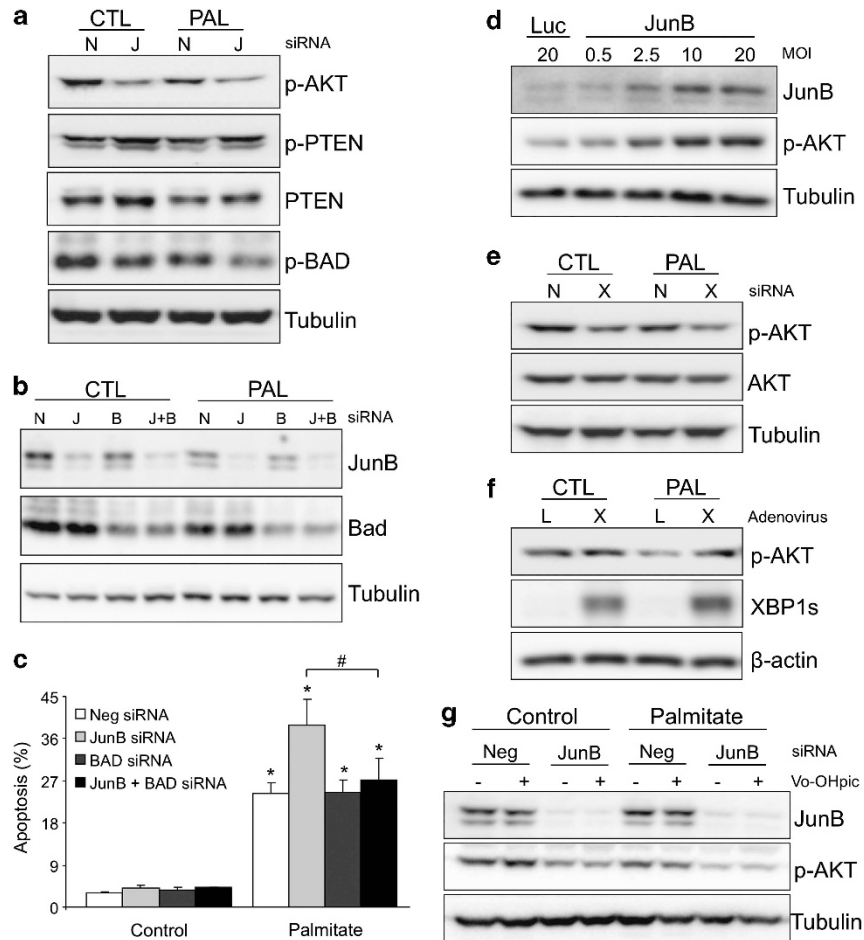 a
CTL PAL
N J N J siRNA
p-AKT
p-PTEN
PTEN
p-BAD
Tubulin
b
CTL PAL
N J B J+B N J B J+B siRNA
JunB
Bad
Tubulin
c
#
45
36
27
18
9
0
Apoptosis (%)
Neg siRNA
JunB siRNA
BAD siRNA
JunB + BAD siRNA
* * * *
Control Palmitate
d
Luc JunB
20 0.5 2.5 10 20 MOI
JunB
p-AKT
Tubulin
e
CTL PAL
N X N X siRNA
p-AKT
AKT
Tubulin
f
CTL PAL
L X L X Adenovirus
p-AKT
XBP1s
β-actin
g
Control Palmitate
Neg JunB Neg JunB siRNA
- + - + - + - + Vo-OHpic
JunB
p-AKT
Tubulin